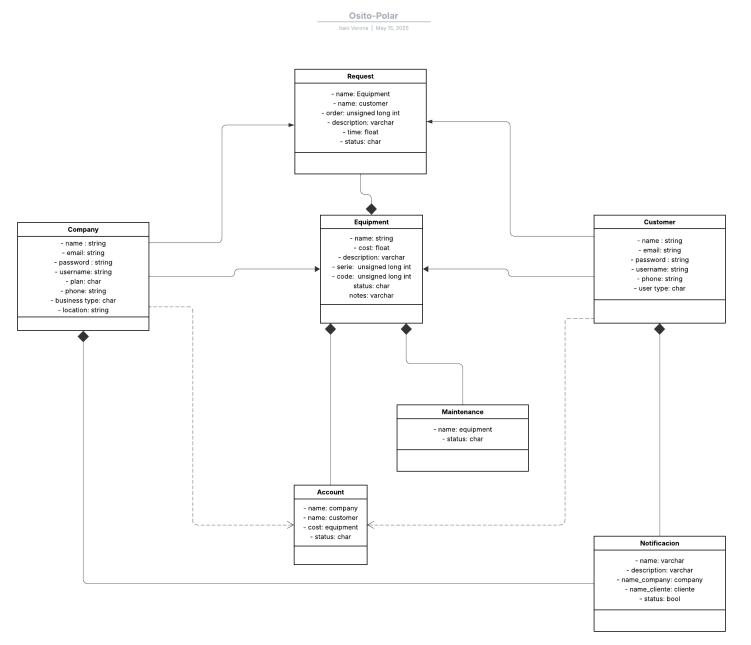 Osito-Polar
Italo Varona | May 15, 2025
Request
- name: Equipment
- name: customer
- order: unsigned long int
- description: varchar
- time: float
- status: char
Company
- name : string
- email: string
- password : string
- username: string
- plan: char
- phone: string
- business type: char
- location: string
Equipment
- name: string
- cost: float
- description: varchar
- serie:  unsigned long int
- code:  unsigned long int
status: char
notes: varchar
Customer
- name : string
- email: string
- password : string
- username: string
- phone: string
- user type: char
Maintenance
- name: equipment
- status: char
Account
- name: company
- name: customer
- cost: equipment
- status: char
Notificacion
- name: varchar
- description: varchar
- name_company: company
- name_cliente: cliente
- status: bool